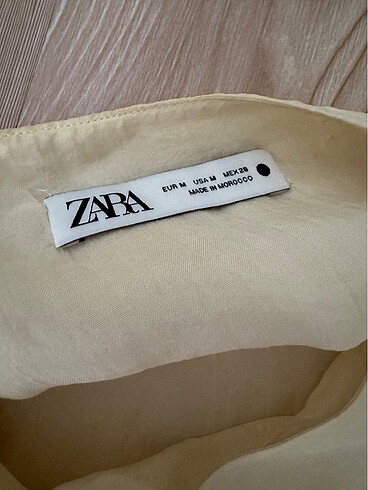 ZARA
EUR M USA M MEX 28
MADE IN MOROCCO